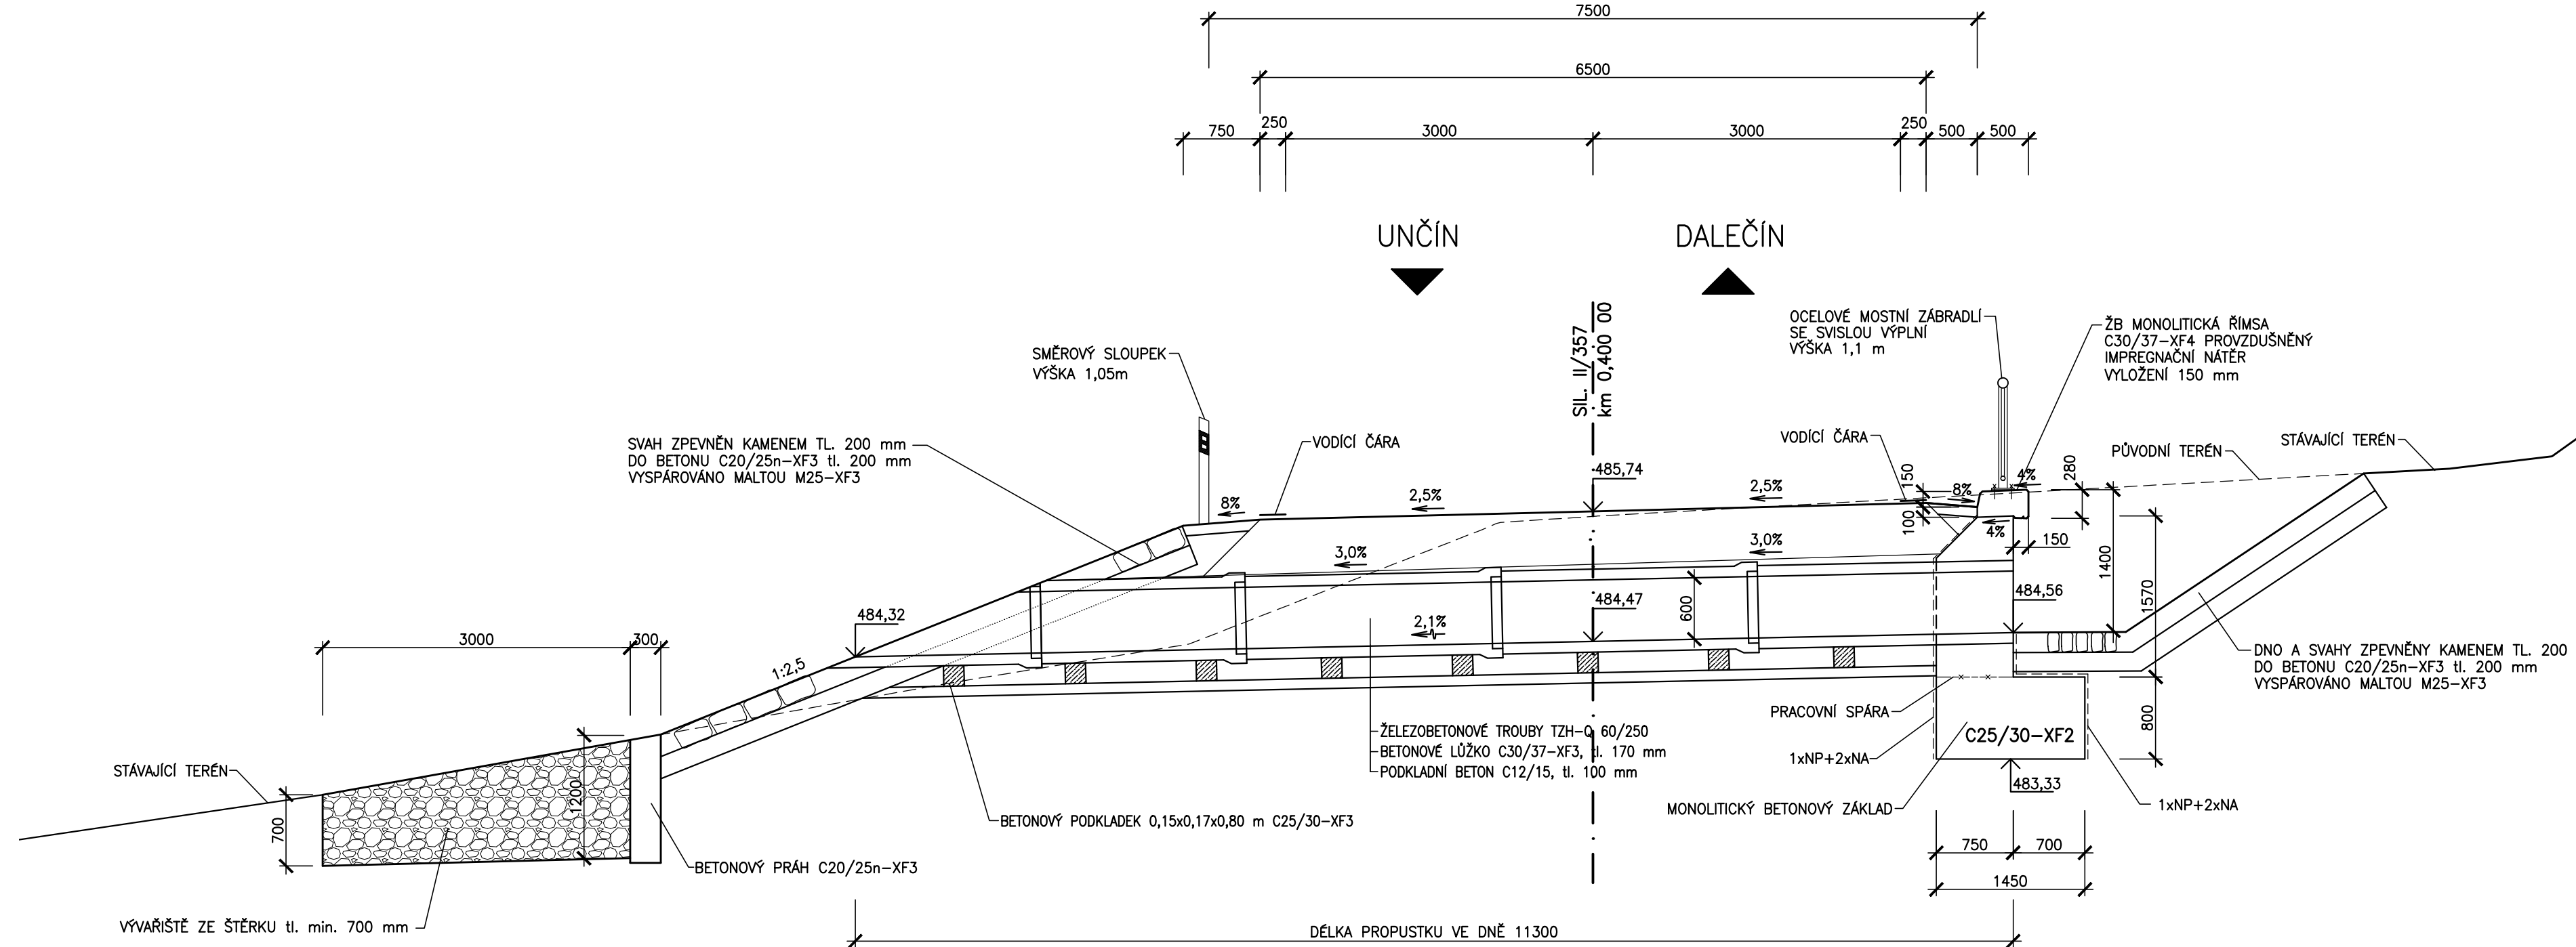 7500
6500
750
250
3000
3000
250
500
500
UNČÍN
DALEČÍN
SIL. II/357
km 0,400 00
OCELOVÉ MOSTNÍ ZÁBRADLÍ
SE SVISLOU VÝPLNÍ
VÝŠKA 1,1 m
ŽB MONOLITICKÁ ŘÍMSA
C30/37-XF4 PROVZDUŠNĚNÝ
IMPREGNAČNÍ NÁTĚR
VYLOŽENÍ 150 mm
SMĚROVÝ SLOUPEK
VÝŠKA 1,05m
SVAH ZPEVNĚN KAMENEM TL. 200 mm
DO BETONU C20/25n-XF3 tl. 200 mm
VYSPÁROVÁNO MALTOU M25-XF3
VODÍCÍ ČÁRA
VODÍCÍ ČÁRA
PŮVODNÍ TERÉN
STÁVAJÍCÍ TERÉN
485,74
8%
2,5%
2,5%
150
8%
4%
280
100
4%
150
3,0%
3,0%
1400
1570
484,32
484,47
600
484,56
2,1%
3000
300
1:2,5
DNO A SVAHY ZPEVNĚNY KAMENEM TL. 200
DO BETONU C20/25n-XF3 tl. 200 mm
VYSPÁROVÁNO MALTOU M25-XF3
PRACOVNÍ SPÁRA
800
C25/30-XF2
ŽELEZOBETONOVÉ TROUBY TZH-Q 60/250
BETONOVÉ LŮŽKO C30/37-XF3, tl. 170 mm
PODKLADNÍ BETON C12/15, tl. 100 mm
1xNP+2xNA
483,33
STÁVAJÍCÍ TERÉN
1200
700
MONOLITICKÝ BETONOVÝ ZÁKLAD
1xNP+2xNA
BETONOVÝ PODKLADEK 0,15x0,17x0,80 m C25/30-XF3
750
700
BETONOVÝ PRÁH C20/25n-XF3
1450
VÝVAŘIŠTĚ ZE ŠTĚRKU tl. min. 700 mm
DÉLKA PROPUSTKU VE DNĚ 11300